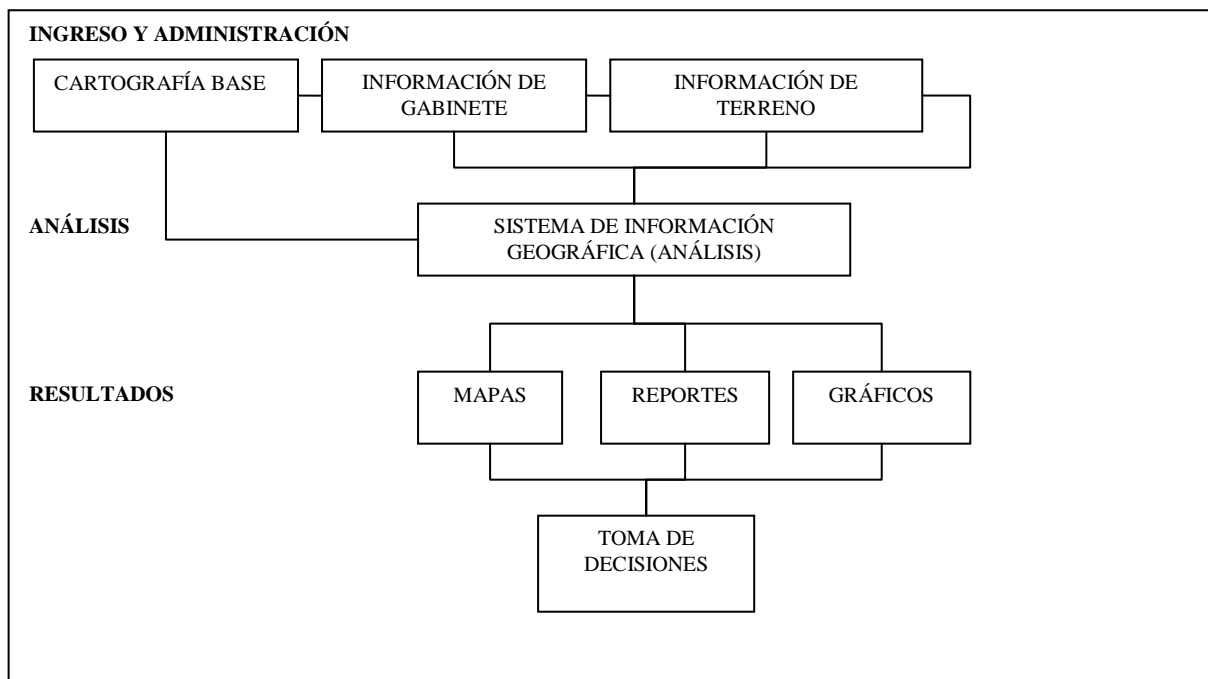 INGRESO Y ADMINISTRACIÓN
CARTOGRAFÍA BASE
INFORMACIÓN DE
GABINETE
INFORMACIÓN DE
TERRENO
ANÁLISIS
SISTEMA DE INFORMACIÓN
GEOGRÁFICA (ANÁLISIS)
RESULTADOS
MAPAS
REPORTES
GRÁFICOS
TOMA DE
DECISIONES